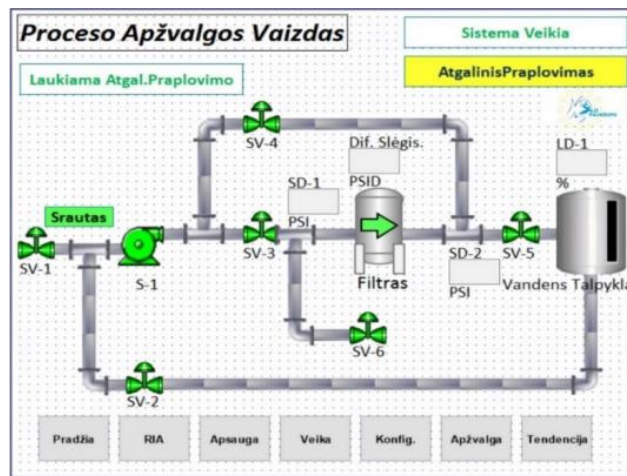 Proceso Apžvalgos Vaizdas
Sistema Veikia
Laukiama Atgal.Praplovimo
AtgalinisPraplovimas
SV-4
Dif. Slėgis.
PSID
LD-1
%
SD-1
PSI
Srautas
SV-1
S-1
SV-3
Filtras
SD-2
PSI
SV-5
Vandens Talpykla
SV-6
SV-2
Pradžia
RIA
Apsauga
Veika
Konfig.
Apžvalga
Tendencija